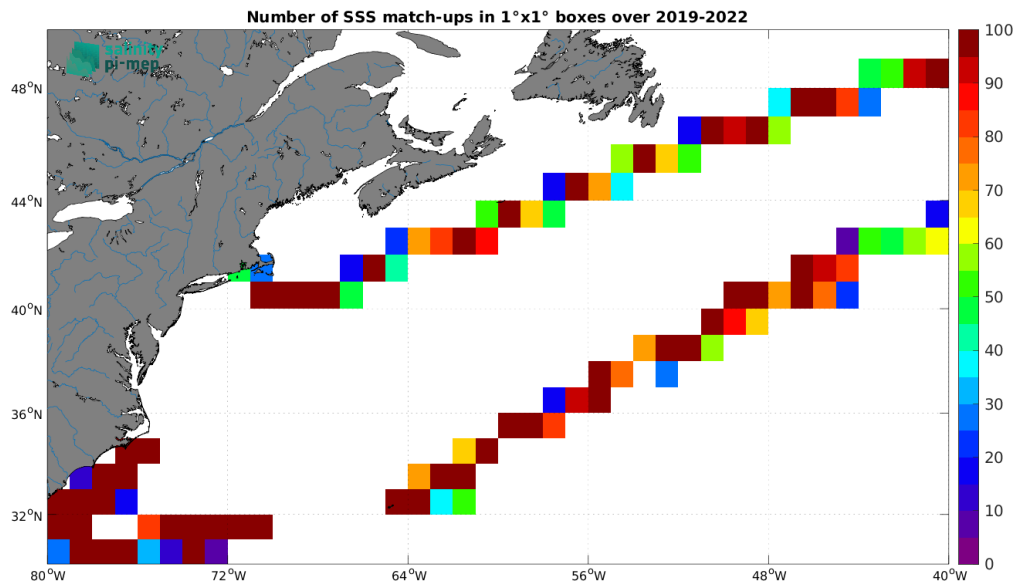 Number of SSS match-ups in 1°x1° boxes over 2019-2022
salinity
pi-mep
48°N
44°N
40°N
36°N
32°N
80°W 72°W 64°W 56°W 48°W 40°W
100
90
80
70
60
50
40
30
20
10
0